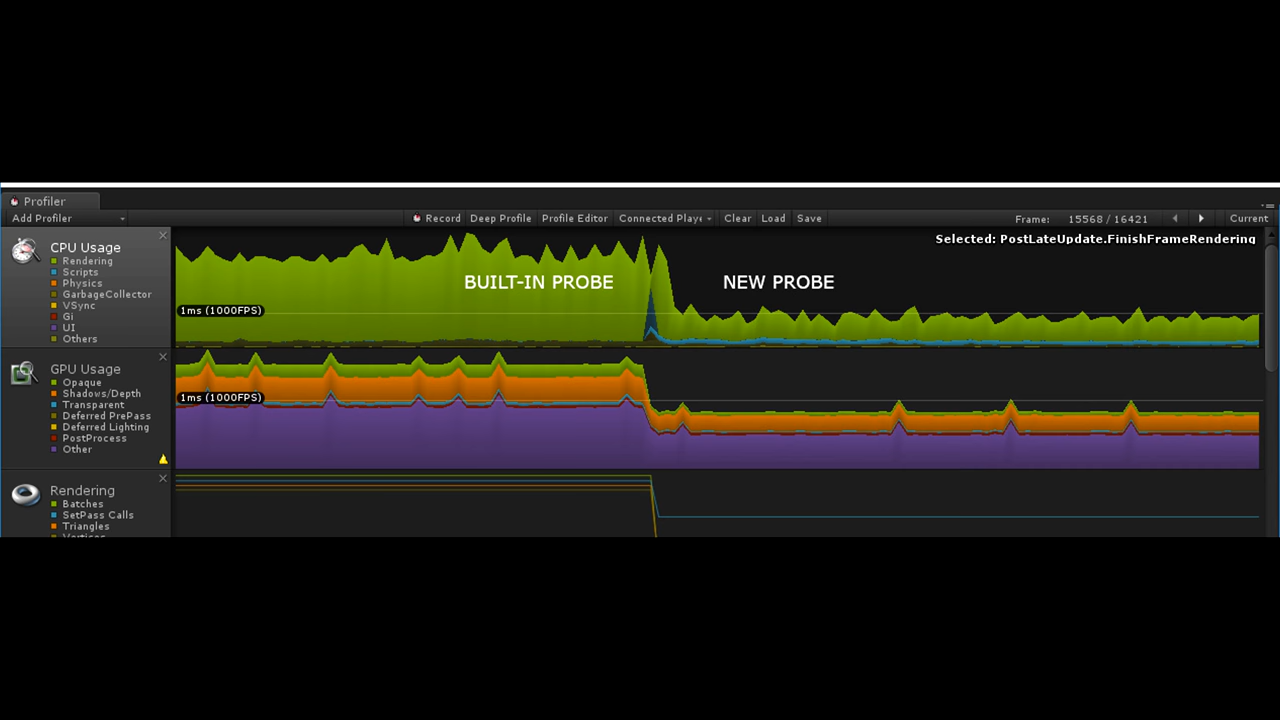 Profiler
Add Profiler
Record Deep Profile Profile Editor Connected Playe Clear Load Save Frame: 15568 / 16421 Current
Selected: PostLateUpdate.FinishFrameRendering
CPU Usage
Rendering
Scripts
Physics
GarbageCollector
VSync
Gi
UI
Others
1ms (1000FPS)
BUILT-IN PROBE
NEW PROBE
GPU Usage
Opaque
Shadows/Depth
Transparent
Deferred PrePass
Deferred Lighting
PostProcess
Other
1ms (1000FPS)
Rendering
Batches
SetPass Calls
Triangles